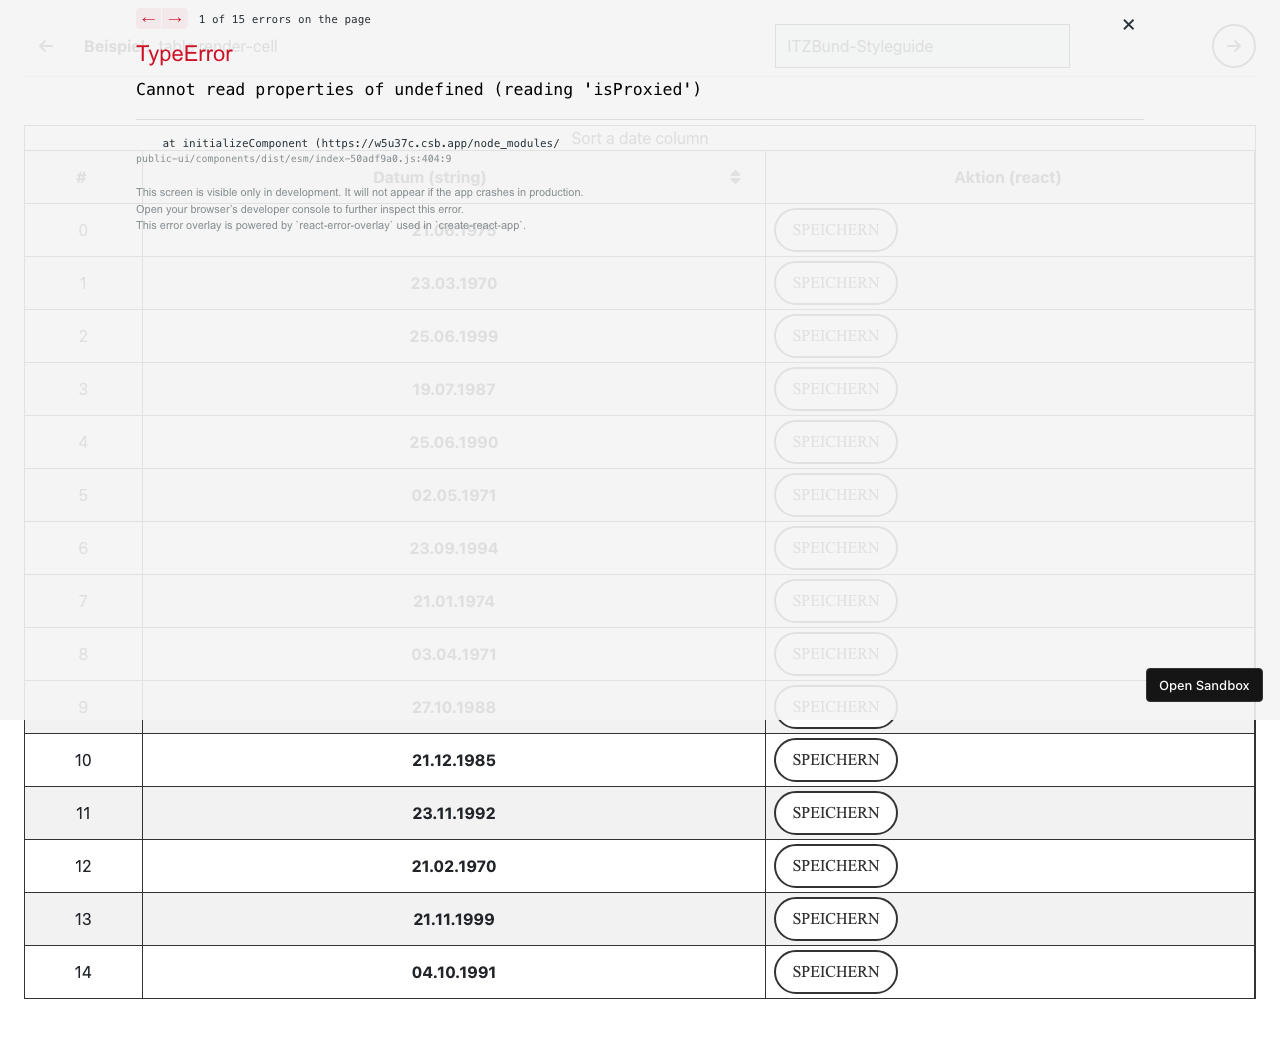 ← → 1 of 15 errors on the page
Beispiel table render-cell
ITZBund-Styleguide
TypeError
Cannot read properties of undefined (reading 'isProxied')
Sort a date column
at initializeComponent (https://w5u37c.csb.app/node_modules/
public-ui/components/dist/esm/index-50adf9a0.js:404:9
# Datum (string) Aktion (react)
This screen is visible only in development. It will not appear if the app crashes in production.
Open your browser’s developer console to further inspect this error.
This error overlay is powered by `react-error-overlay` used in `create-react-app`.
0 21.06.1975 SPEICHERN
1 23.03.1970 SPEICHERN
2 25.06.1999 SPEICHERN
3 19.07.1987 SPEICHERN
4 25.06.1990 SPEICHERN
5 02.05.1971 SPEICHERN
6 23.09.1994 SPEICHERN
7 21.01.1974 SPEICHERN
8 03.04.1971 SPEICHERN
Open Sandbox
9 27.10.1988 SPEICHERN
10 21.12.1985 SPEICHERN
11 23.11.1992 SPEICHERN
12 21.02.1970 SPEICHERN
13 21.11.1999 SPEICHERN
14 04.10.1991 SPEICHERN